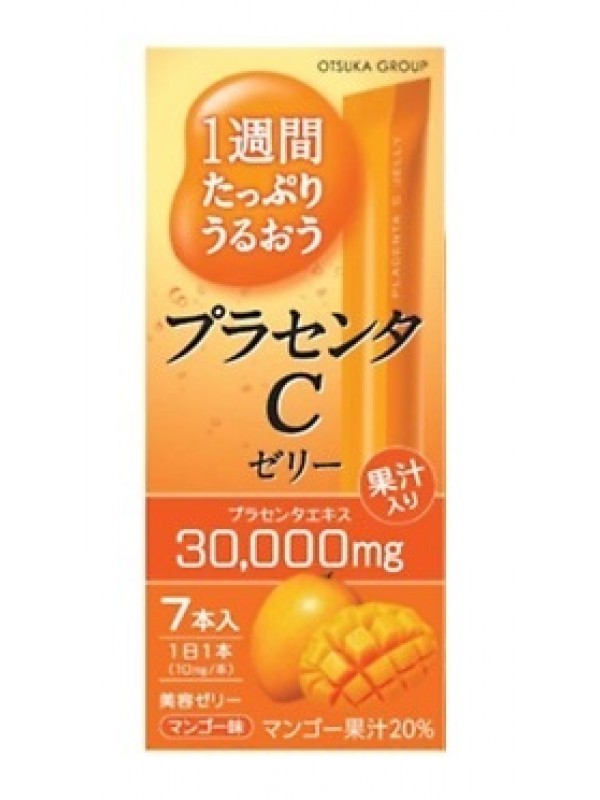 OTSUKA GROUP
1週間
たっぷり
うるおう
PLACENTA C JELLY
プラセンタ
C
ゼリー
果汁
入り
プラセンタエキス
30,000mg
7本入
1日1本
(10mg/本)
美容ゼリー
マンゴー味
マンゴー果汁20%